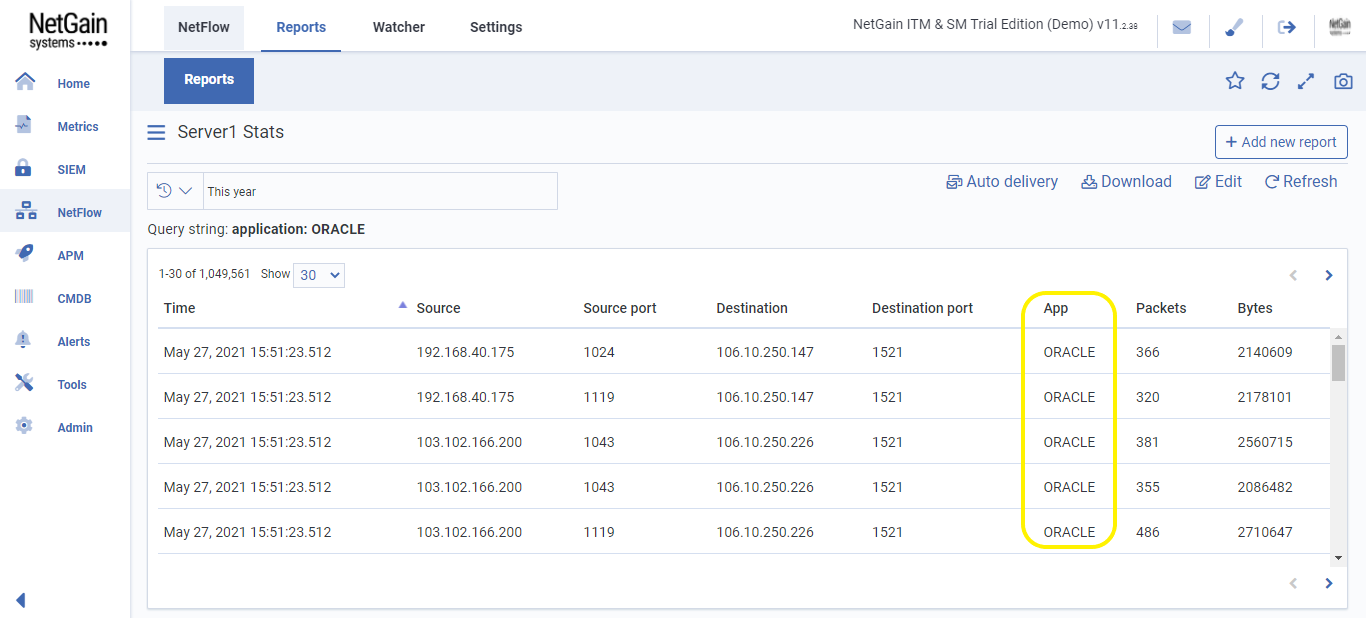 NetGain
systems
NetFlow Reports Watcher Settings
NetGain ITM & SM Trial Edition (Demo) v11.2.38
NetGain
Home
Metrics
SIEM
NetFlow
APM
CMDB
Alerts
Tools
Admin
Reports
Server1 Stats
+ Add new report
This year
Auto delivery Download Edit Refresh
Query string: application: ORACLE
1-30 of 1,049,561 Show 30
Time Source Source port Destination Destination port App Packets Bytes
May 27, 2021 15:51:23.512 192.168.40.175 1024 106.10.250.147 1521 ORACLE 366 2140609
May 27, 2021 15:51:23.512 192.168.40.175 1119 106.10.250.147 1521 ORACLE 320 2178101
May 27, 2021 15:51:23.512 103.102.166.200 1043 106.10.250.226 1521 ORACLE 381 2560715
May 27, 2021 15:51:23.512 103.102.166.200 1043 106.10.250.226 1521 ORACLE 355 2086482
May 27, 2021 15:51:23.512 103.102.166.200 1119 106.10.250.226 1521 ORACLE 486 2710647